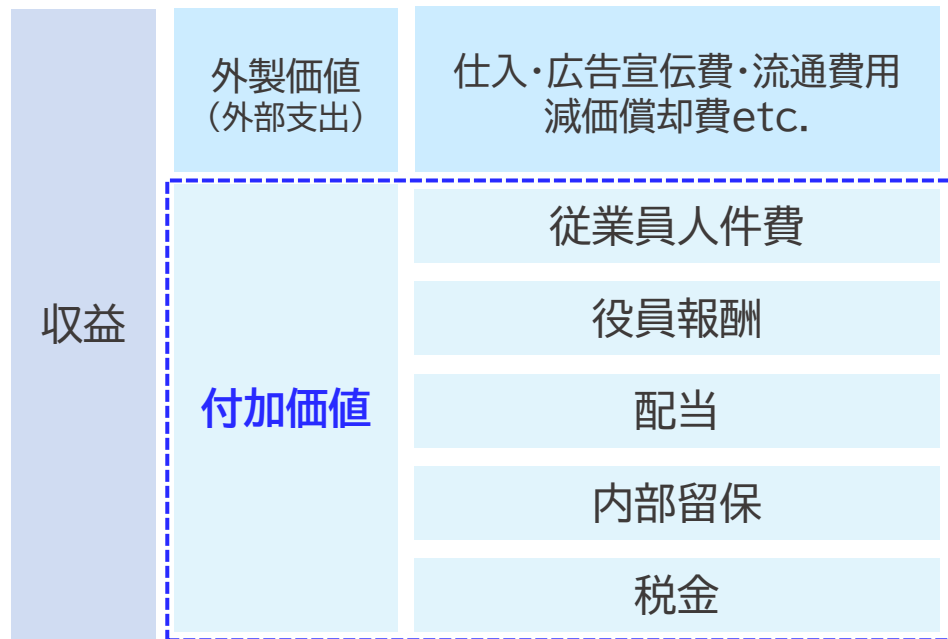 収益
外製価値
（外部支出）
仕入・広告宣伝費・流通費用
減価償却費etc.
付加価値
従業員人件費
役員報酬
配当
内部留保
税金